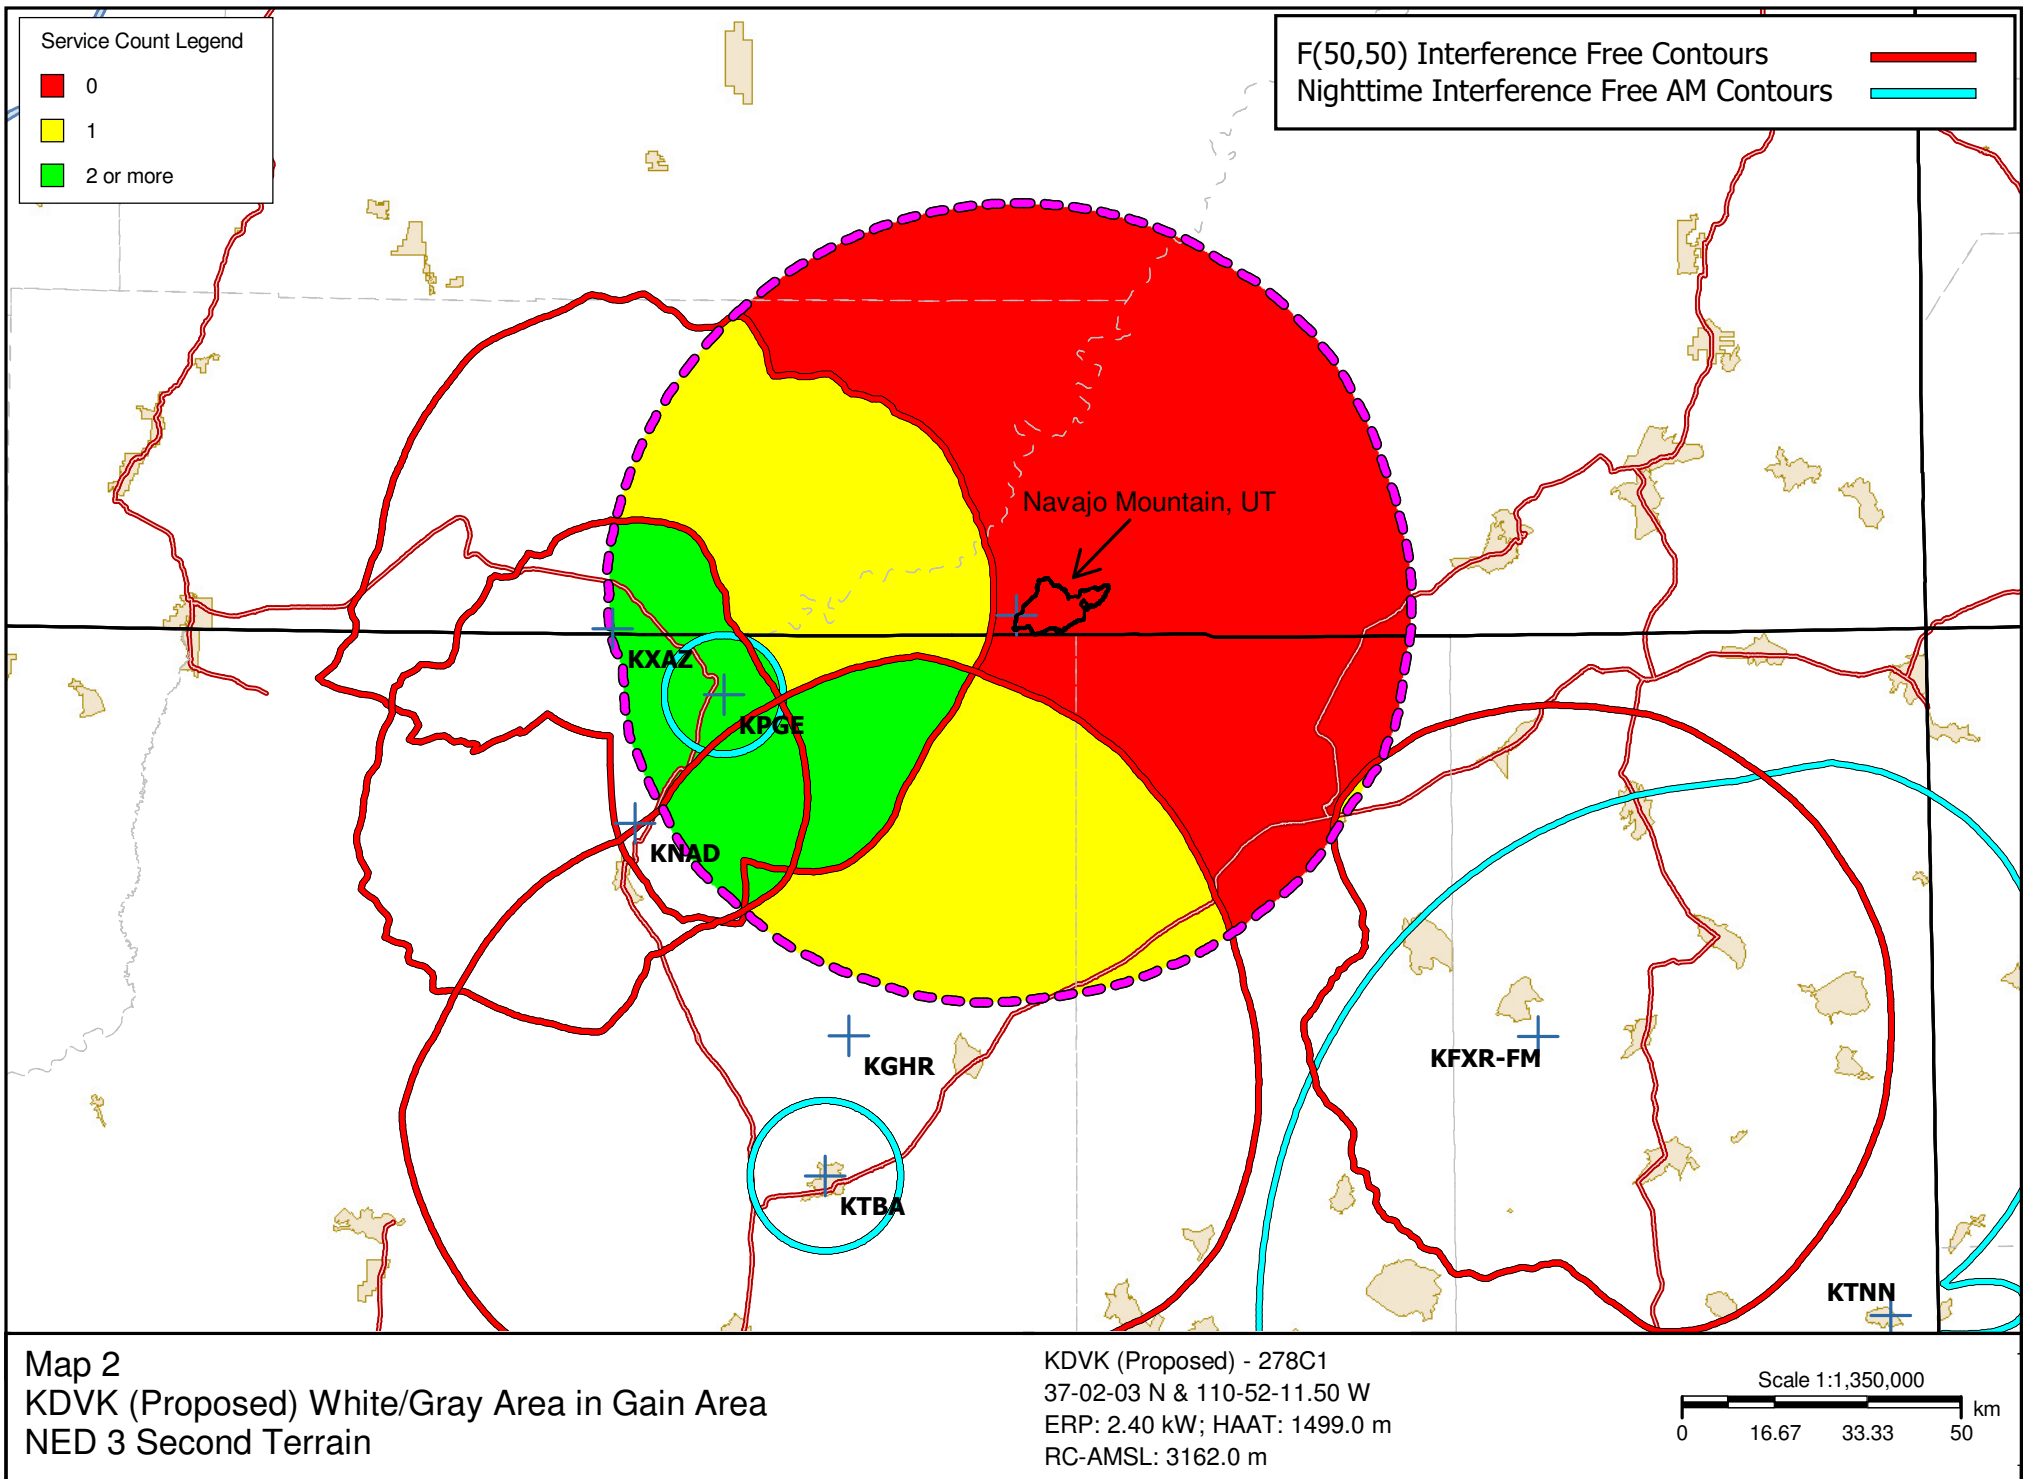 Service Count Legend
0
1
2 or more
F(50,50) Interference Free Contours
Nighttime Interference Free AM Contours
Navajo Mountain, UT
KXAZ
KPGE
KNAD
KGHR
KFXR-FM
KTBA
KTNN
Map 2
KDVK (Proposed) White/Gray Area in Gain Area
NED 3 Second Terrain
KDVK (Proposed) - 278C1
37-02-03 N & 110-52-11.50 W
ERP: 2.40 kW; HAAT: 1499.0 m
RC-AMSL: 3162.0 m
Scale 1:1,350,000
km
0 16.67 33.33 50